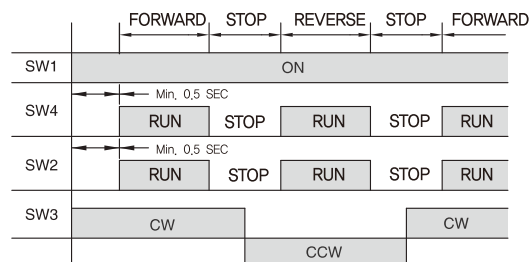 FORWARD STOP REVERSE STOP FORWARD
SW1 ON
Min. 0.5 SEC
SW4 RUN STOP RUN STOP RUN
Min. 0.5 SEC
SW2 RUN STOP RUN STOP RUN
SW3 CW CW
CCW